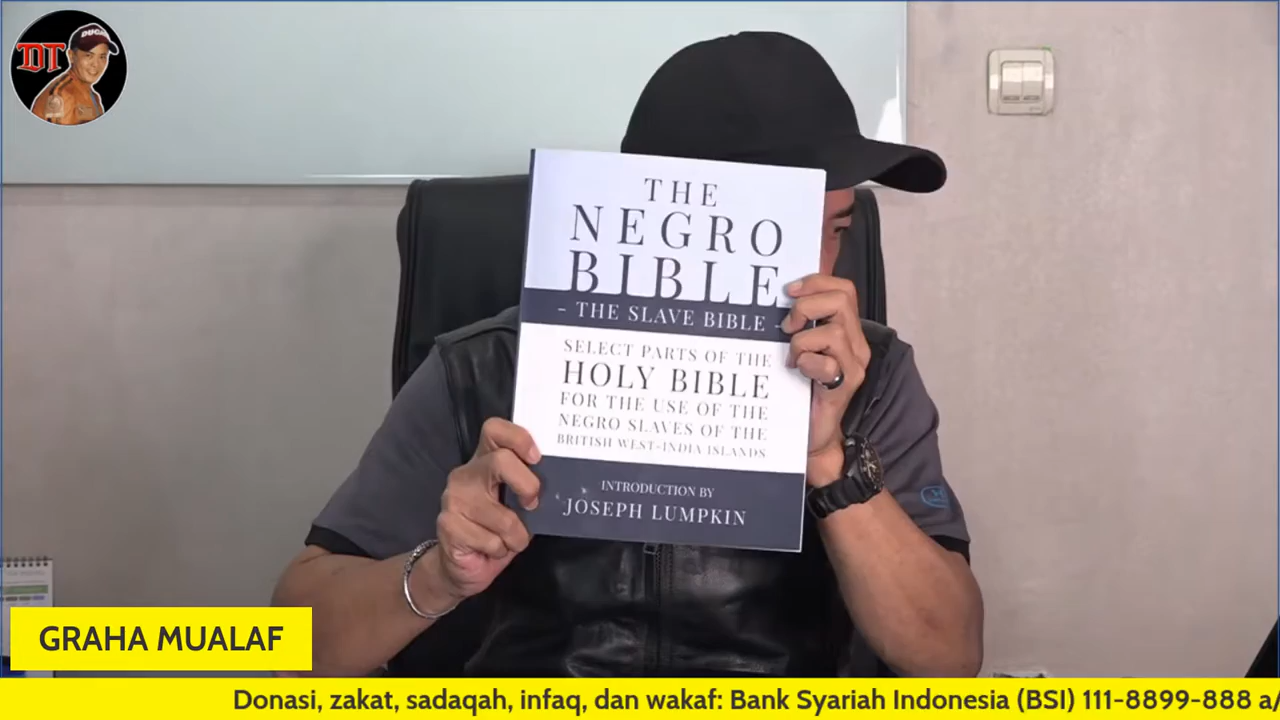 DT
DUCA
THE
NEGRO
BIBLE
- THE SLAVE BIBLE -
SELECT PARTS OF THE
HOLY BIBLE
FOR THE USE OF THE
NEGRO SLAVES OF THE
BRITISH WEST-INDIA ISLANDS
INTRODUCTION BY
JOSEPH LUMPKIN
GRAHA MUALAF
Donasi, zakat, sadaqah, infaq, dan wakaf: Bank Syariah Indonesia (BSI) 111-8899-888 a/